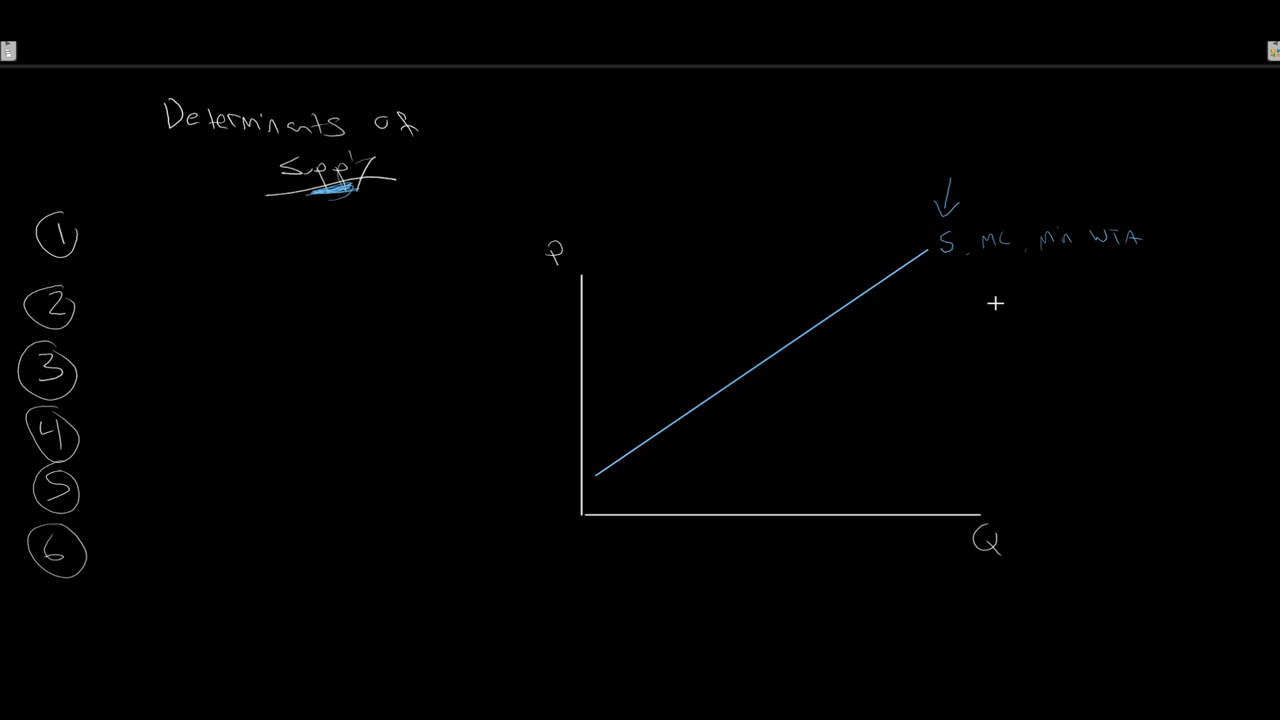 Determinants of
Supply
1
2
3
4
5
6
P
S, MC, Min WTA
Q